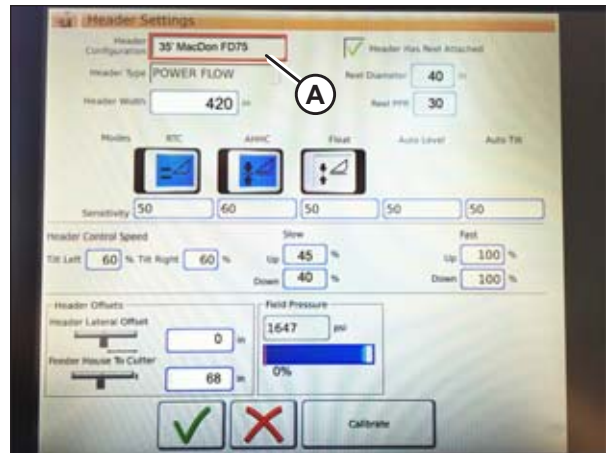 Header Settings
Header Configuration 35' MacDon FD75 Header Has Reel Attached
Header Type POWER FLOW Reel Diameter 40 in
Header Width 420 in Reel PPR 30
A
Modes RTC AHHC Float Auto Level Auto Tilt
Sensitivity 50 60 50 50 50
Header Control Speed Slow Fast
Tilt Left 60 % Tilt Right 60 % Up 45 % Up 100 %
Down 40 % Down 100 %
Header Offsets Field Pressure
Header Lateral Offset 1647 psi
0 in
Feeder House To Cutter 0%
68 in
Calibrate